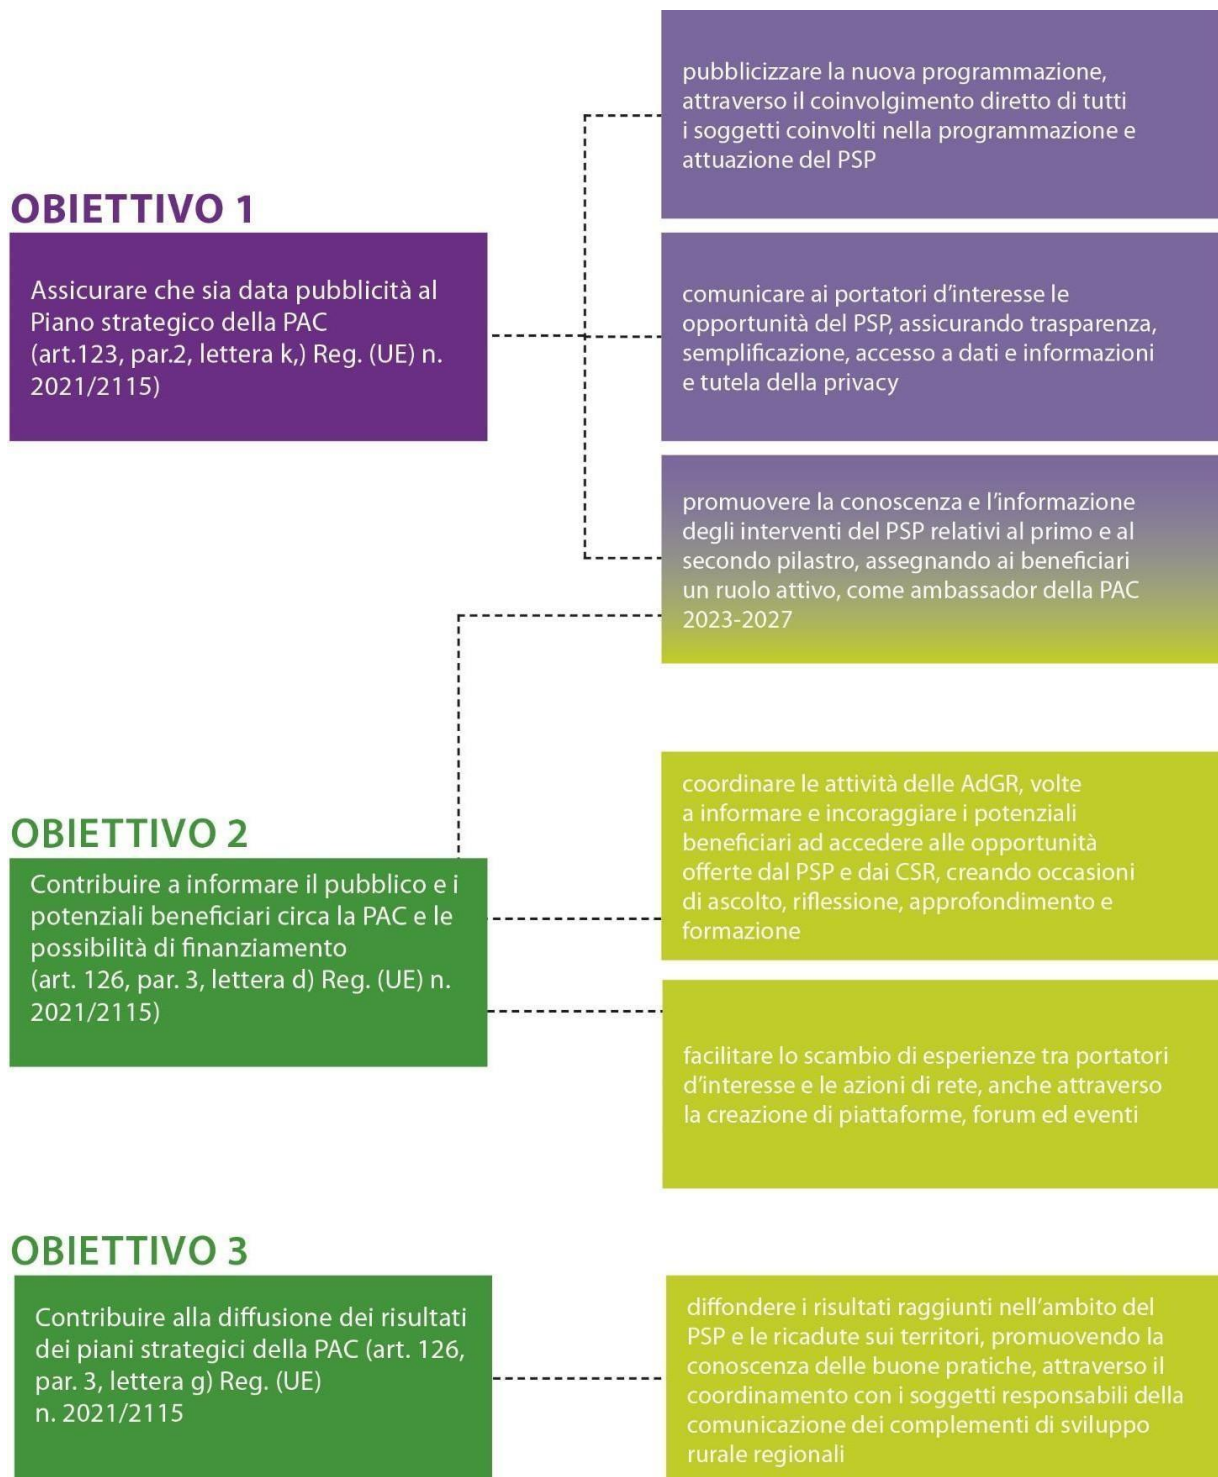 OBIETTIVO 1
Assicurare che sia data pubblicità al
Piano strategico della PAC
(art.123, par.2, lettera k,) Reg. (UE) n.
2021/2115)
pubblicizzare la nuova programmazione,
attraverso il coinvolgimento diretto di tutti
i soggetti coinvolti nella programmazione e
attuazione del PSP
comunicare ai portatori d’interesse le
opportunità del PSP, assicurando trasparenza,
semplificazione, accesso a dati e informazioni
e tutela della privacy
promuovere la conoscenza e l’informazione
degli interventi del PSP relativi al primo e al
secondo pilastro, assegnando ai beneficiari
un ruolo attivo, come ambassador della PAC
2023-2027
OBIETTIVO 2
Contribuire a informare il pubblico e i
potenziali beneficiari circa la PAC e le
possibilità di finanziamento
(art. 126, par. 3, lettera d) Reg. (UE) n.
2021/2115)
coordinare le attività delle AdGR, volte
a informare e incoraggiare i potenziali
beneficiari ad accedere alle opportunità
offerte dal PSP e dai CSR, creando occasioni
di ascolto, riflessione, approfondimento e
formazione
facilitare lo scambio di esperienze tra portatori
d’interesse e le azioni di rete, anche attraverso
la creazione di piattaforme, forum ed eventi
OBIETTIVO 3
Contribuire alla diffusione dei risultati
dei piani strategici della PAC (art. 126,
par. 3, lettera g) Reg. (UE)
n. 2021/2115
diffondere i risultati raggiunti nell’ambito del
PSP e le ricadute sui territori, promuovendo la
conoscenza delle buone pratiche, attraverso il
coordinamento con i soggetti responsabili della
comunicazione dei complementi di sviluppo
rurale regionali